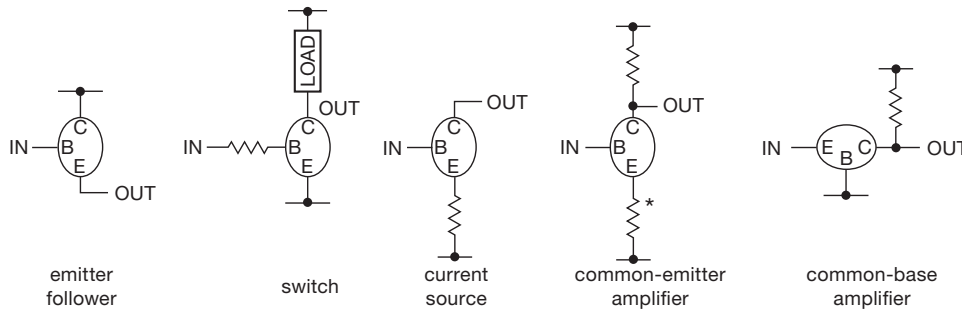 IN
C
B
E
OUT
emitter
follower
LOAD
OUT
IN
C
B
E
switch
OUT
IN
C
B
E
current
source
OUT
IN
C
B
E
*
common-emitter
amplifier
IN
E
B
C
OUT
common-base
amplifier